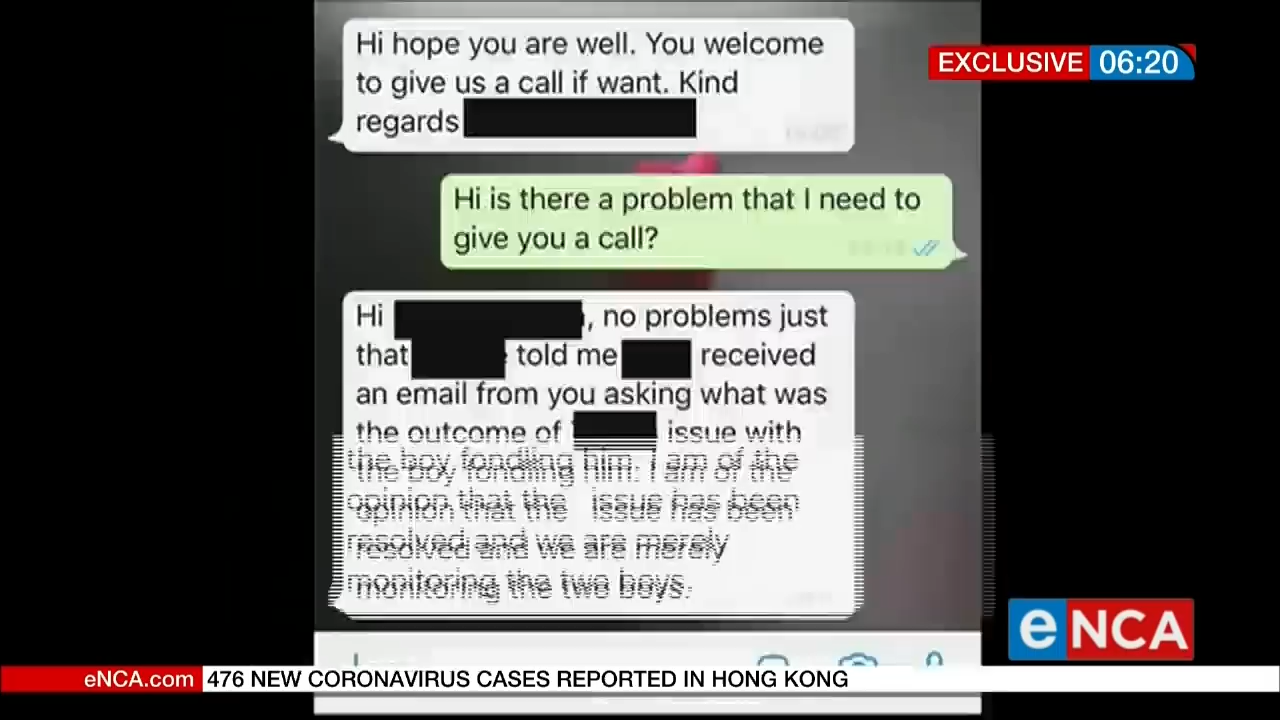 Hi hope you are well. You welcome
to give us a call if want. Kind
regards
EXCLUSIVE 06:20
Hi is there a problem that I need to
give you a call?
Hi , no problems just
that told me received
an email from you asking what was
the outcome of issue with
the boy fondling him. I am of the
opinion that the issue has been
resolved and we are merely
monitoring the two boys.
eNCA
eNCA.com 476 NEW CORONAVIRUS CASES REPORTED IN HONG KONG